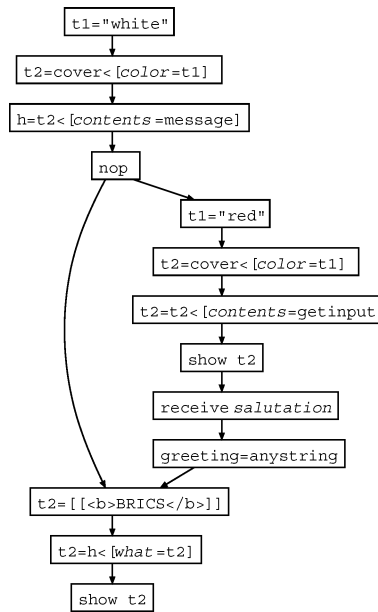 t1="white"
t2=cover<[color=t1]
h=t2<[contents=message]
nop
t1="red"
t2=cover<[color=t1]
t2=t2<[contents=getinput
show t2
receive salutation
greeting=anystring
t2=[[<b>BRICS</b>]]
t2=h<[what=t2]
show t2